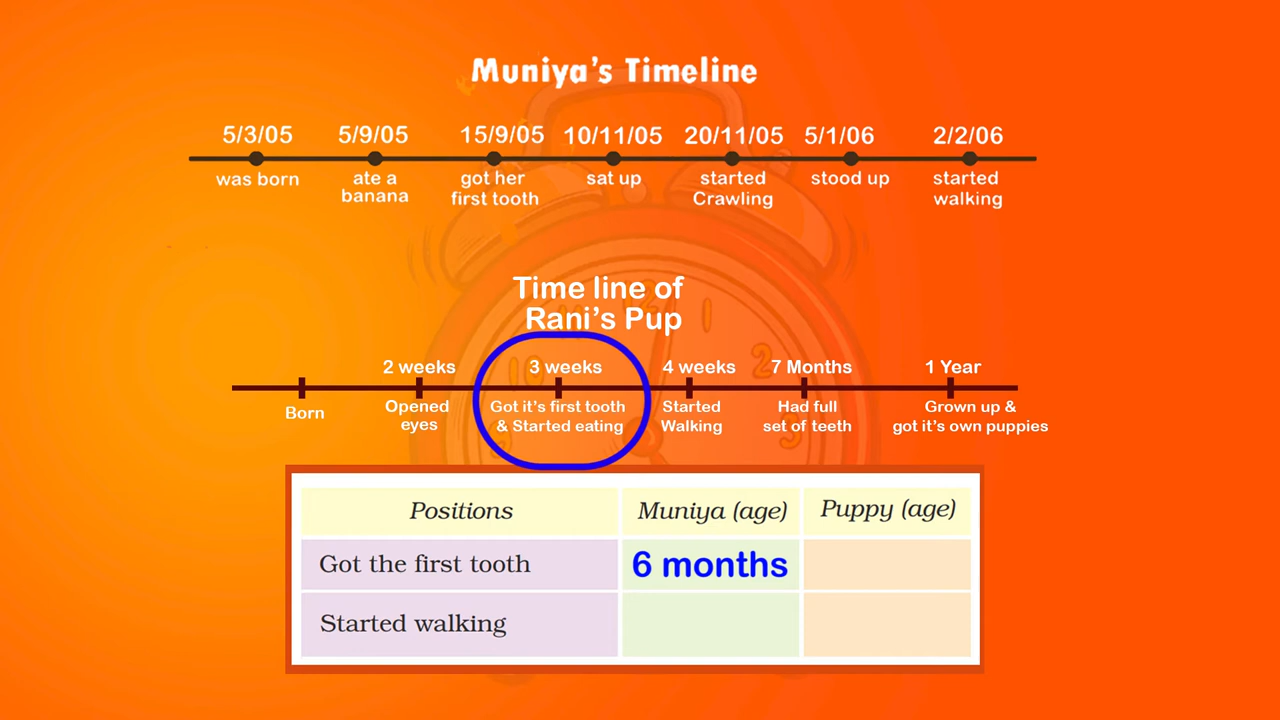 Muniya's Timeline
5/3/05 5/9/05 15/9/05 10/11/05 20/11/05 5/1/06 2/2/06
was born ate a got her sat up started stood up started
banana first tooth Crawling walking
Time line of
Rani's Pup
2 weeks 3 weeks 4 weeks 7 Months 1 Year
Born Opened Got it's first tooth Started Had full Grown up &
eyes & Started eating Walking set of teeth got it's own puppies
Positions Muniya (age) Puppy (age)
Got the first tooth 6 months
Started walking